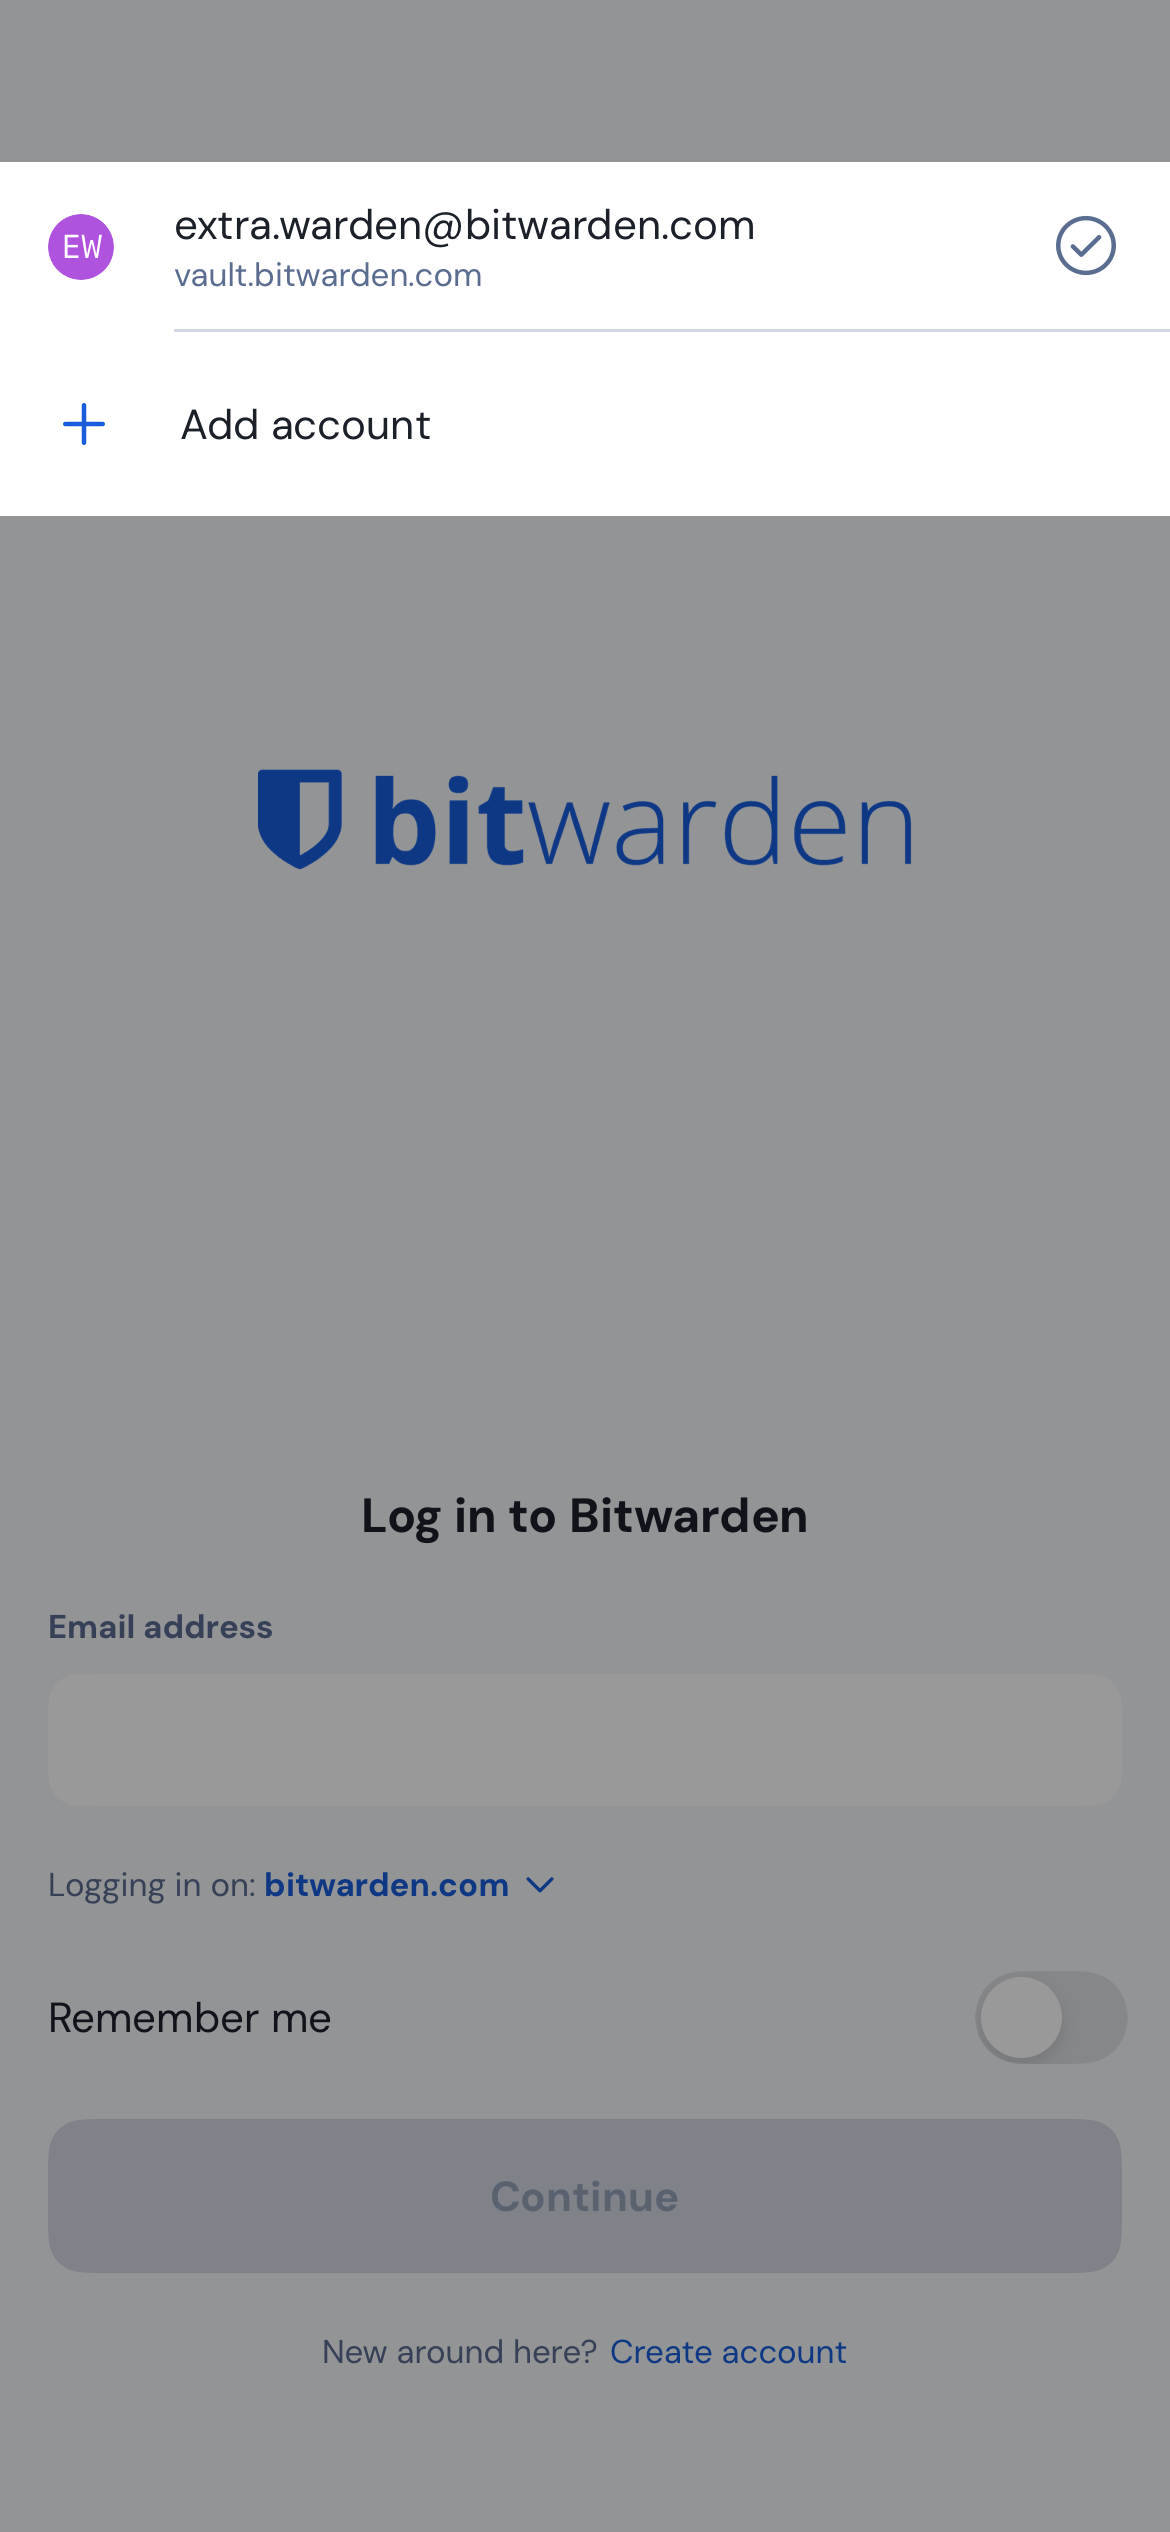 EW
extra.warden@bitwarden.com
vault.bitwarden.com
Add account
bitwarden
Log in to Bitwarden
Email address
Logging in on: bitwarden.com
Remember me
Continue
New around here? Create account